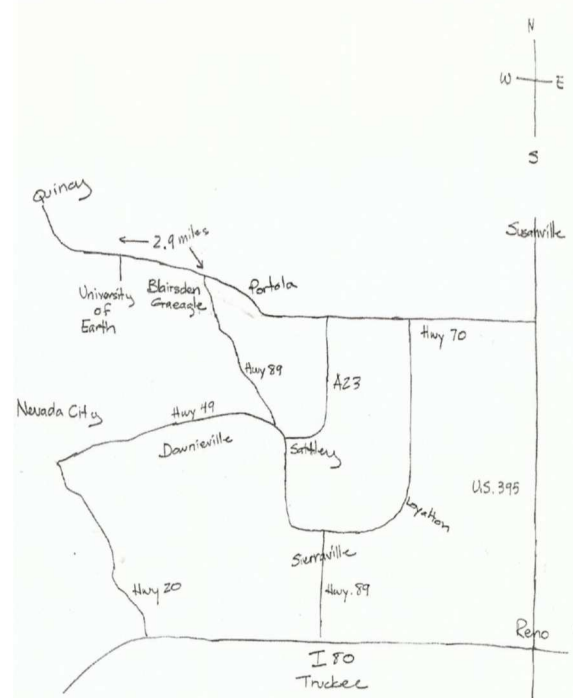 N
W E
S
Quincy
Susanville
← 2.9 miles
University
of
Earth
Blairsden
Graeagle
Portola
Hwy 70
Hwy 89
A23
Nevada City
Hwy 49
Downieville
Sattley
U.S. 395
Loyalton
Sierraville
Hwy 20
Hwy. 89
Reno
I 80
Truckee